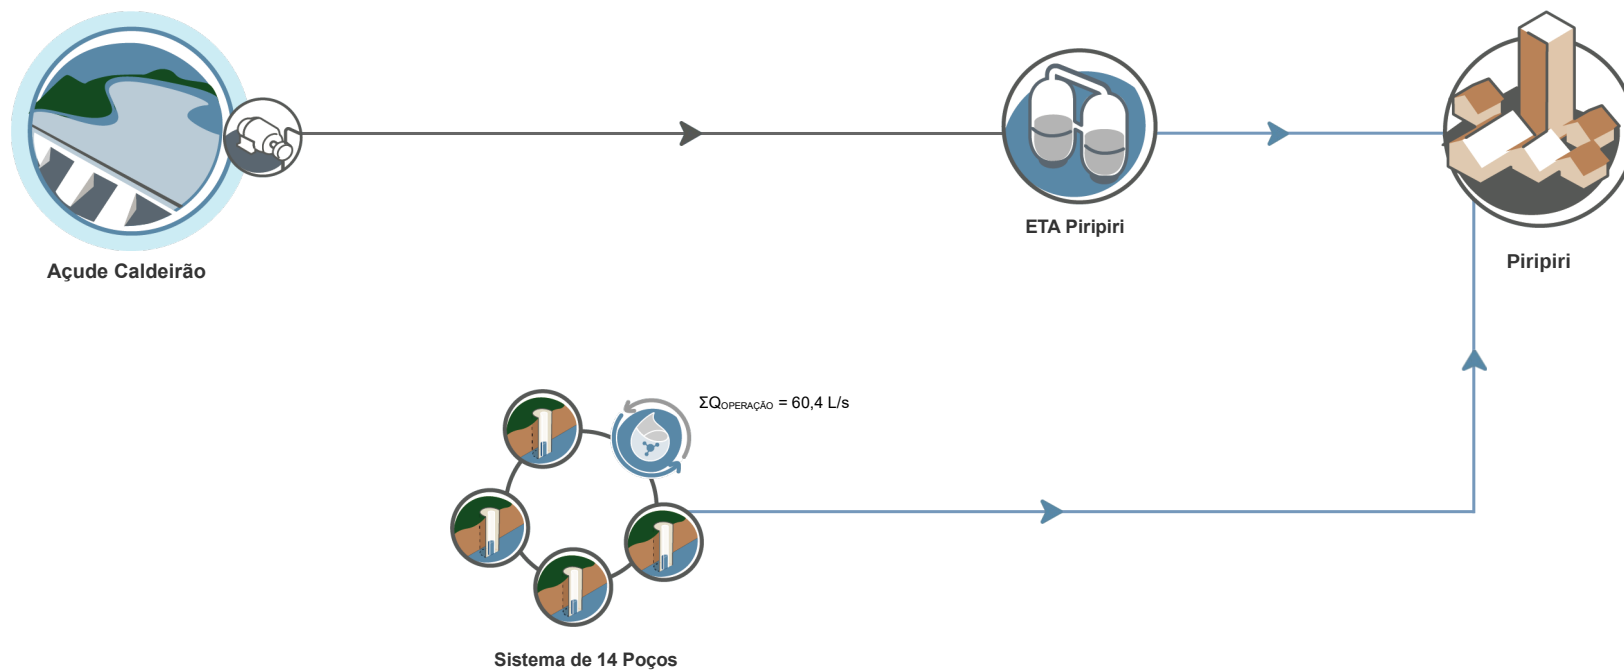 ETA Piripiri
Açude Caldeirão
Piripiri
ΣQOPERAÇÃO = 60,4 L/s
Sistema de 14 Poços